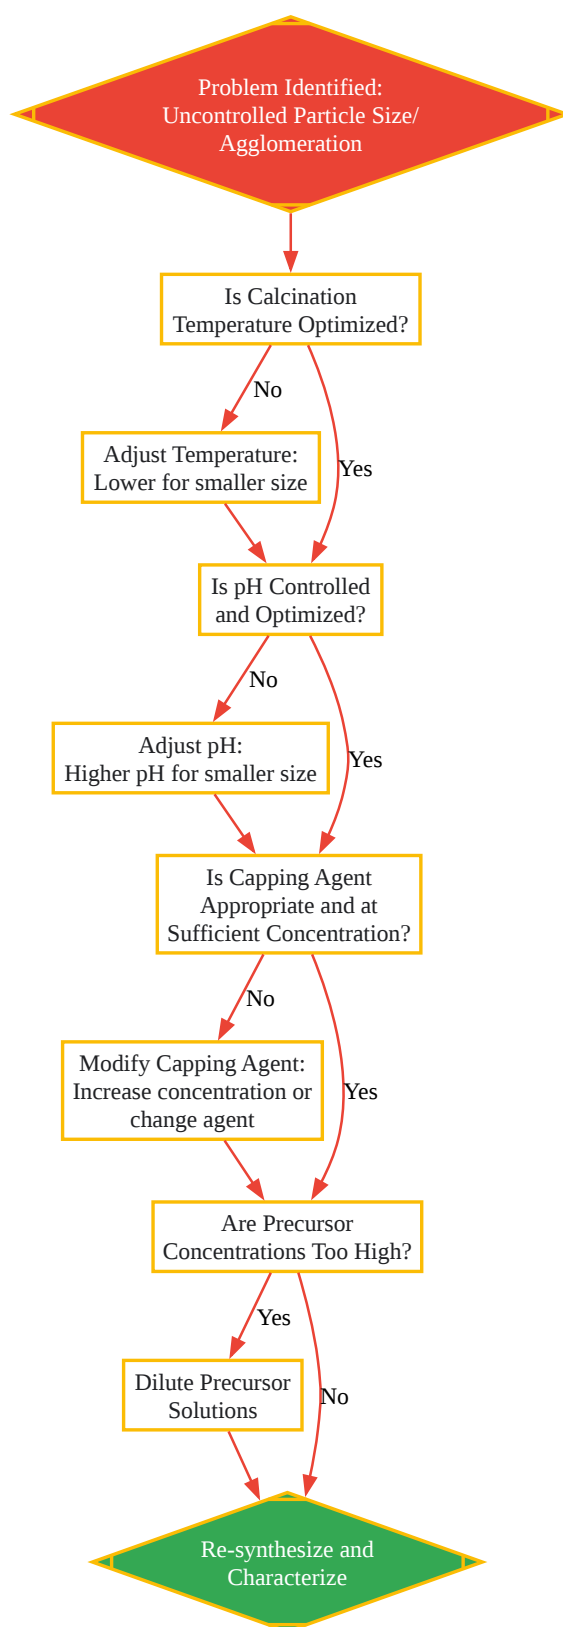 Problem Identified:
Uncontrolled Particle Size/
Agglomeration
Is Calcination
Temperature Optimized?
No
Adjust Temperature:
Lower for smaller size
Yes
Is pH Controlled
and Optimized?
No
Adjust pH:
Higher pH for smaller size
Yes
Is Capping Agent
Appropriate and at
Sufficient Concentration?
No
Modify Capping Agent:
Increase concentration or
change agent
Yes
Are Precursor
Concentrations Too High?
Yes
Dilute Precursor
Solutions
No
Re-synthesize and
Characterize